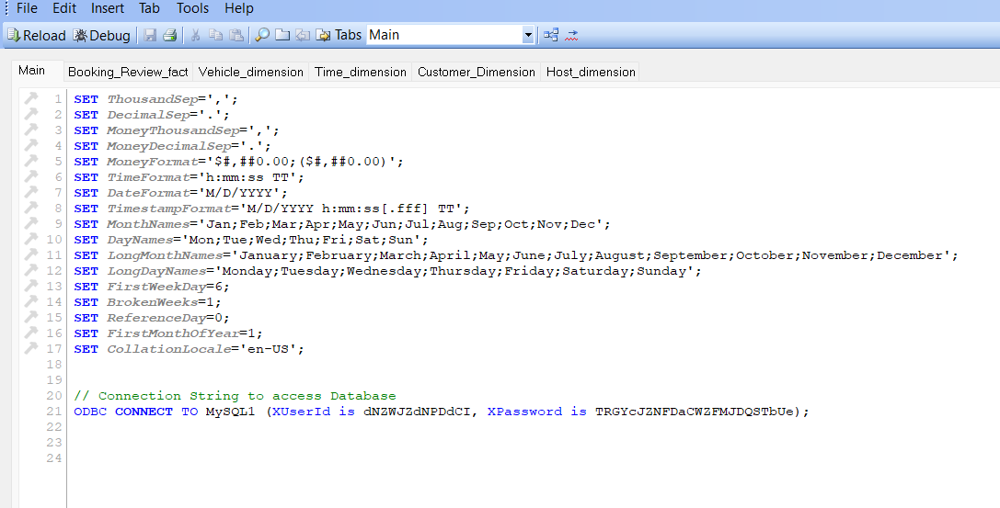 File Edit Insert Tab Tools Help
Reload Debug Tabs Main
Main Booking_Review_fact Vehicle_dimension Time_dimension Customer_Dimension Host_dimension
1 SET ThousandSep=',';
2 SET DecimalSep='.';
3 SET MoneyThousandSep=',';
4 SET MoneyDecimalSep='.';
5 SET MoneyFormat='$#,##0.00;($#,##0.00)';
6 SET TimeFormat='h:mm:ss TT';
7 SET DateFormat='M/D/YYYY';
8 SET TimestampFormat='M/D/YYYY h:mm:ss[.fff] TT';
9 SET MonthNames='Jan;Feb;Mar;Apr;May;Jun;Jul;Aug;Sep;Oct;Nov;Dec';
10 SET DayNames='Mon;Tue;Wed;Thu;Fri;Sat;Sun';
11 SET LongMonthNames='January;February;March;April;May;June;July;August;September;October;November;December';
12 SET LongDayNames='Monday;Tuesday;Wednesday;Thursday;Friday;Saturday;Sunday';
13 SET FirstWeekDay=6;
14 SET BrokenWeeks=1;
15 SET ReferenceDay=0;
16 SET FirstMonthOfYear=1;
17 SET CollationLocale='en-US';
18
19
20 // Connection String to access Database
21 ODBC CONNECT TO MySQL1 (XUserId is dNZWJZdNPDdCI, XPassword is TRGYcJZNFDaCWZFMJDQSTbUe);
22
23
24